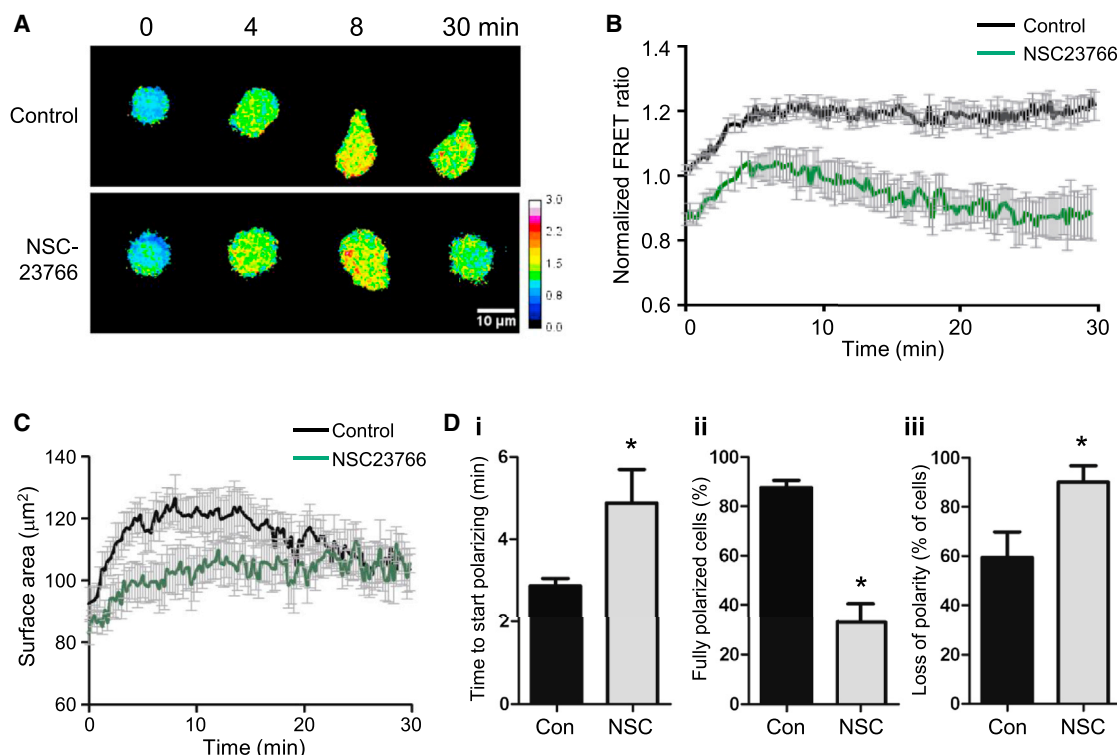 A
0 4 8 30 min
Control
NSC-
23766
3.0
2.3
1.5
0.8
0.0
10 μm
B
Control
NSC23766
Normalized FRET ratio
1.4
1.2
1.0
0.8
0.6
0 10 20 30
Time (min)
C
Control
NSC23766
Surface area (μm2)
140
120
100
80
60
0 10 20 30
Time (min)
D
i
Time to start polarizing (min)
6
4
2
0
*
Con NSC
ii
Fully polarized cells (%)
100
80
60
40
20
0
*
Con NSC
iii
Loss of polarity (% of cells)
100
80
60
40
20
0
*
Con NSC